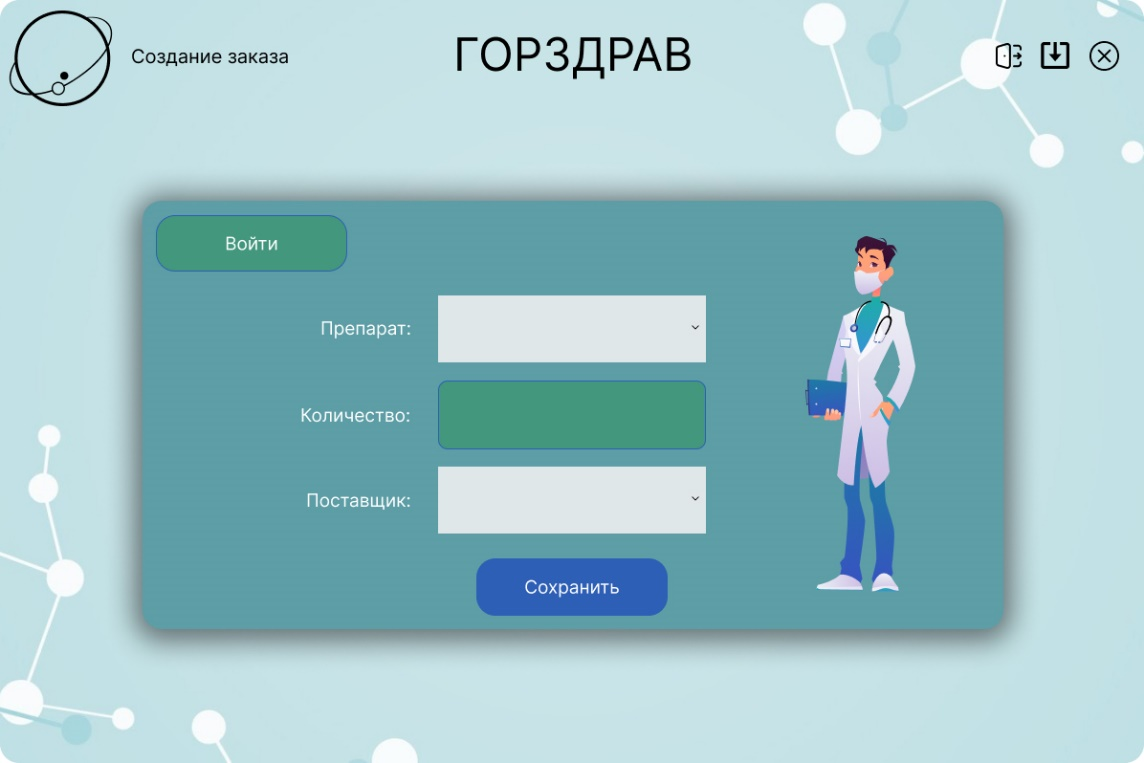 Создание заказа
ГОРЗДРАВ
Войти
Препарат:
Количество:
Поставщик:
Сохранить